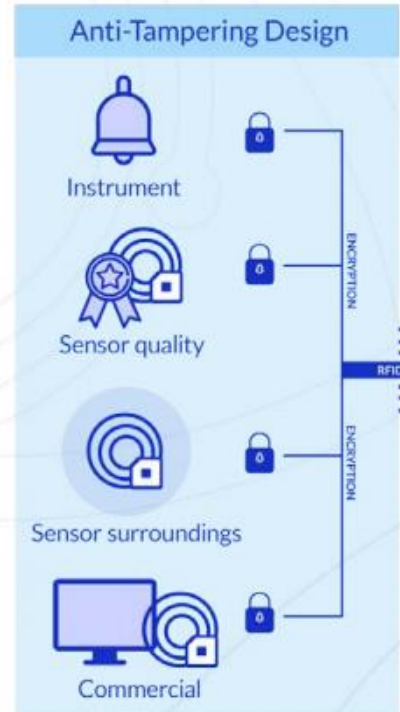 Anti-Tampering Design
Instrument
ENCRYPTION
Sensor quality
RFID
ENCRYPTION
Sensor surroundings
Commercial